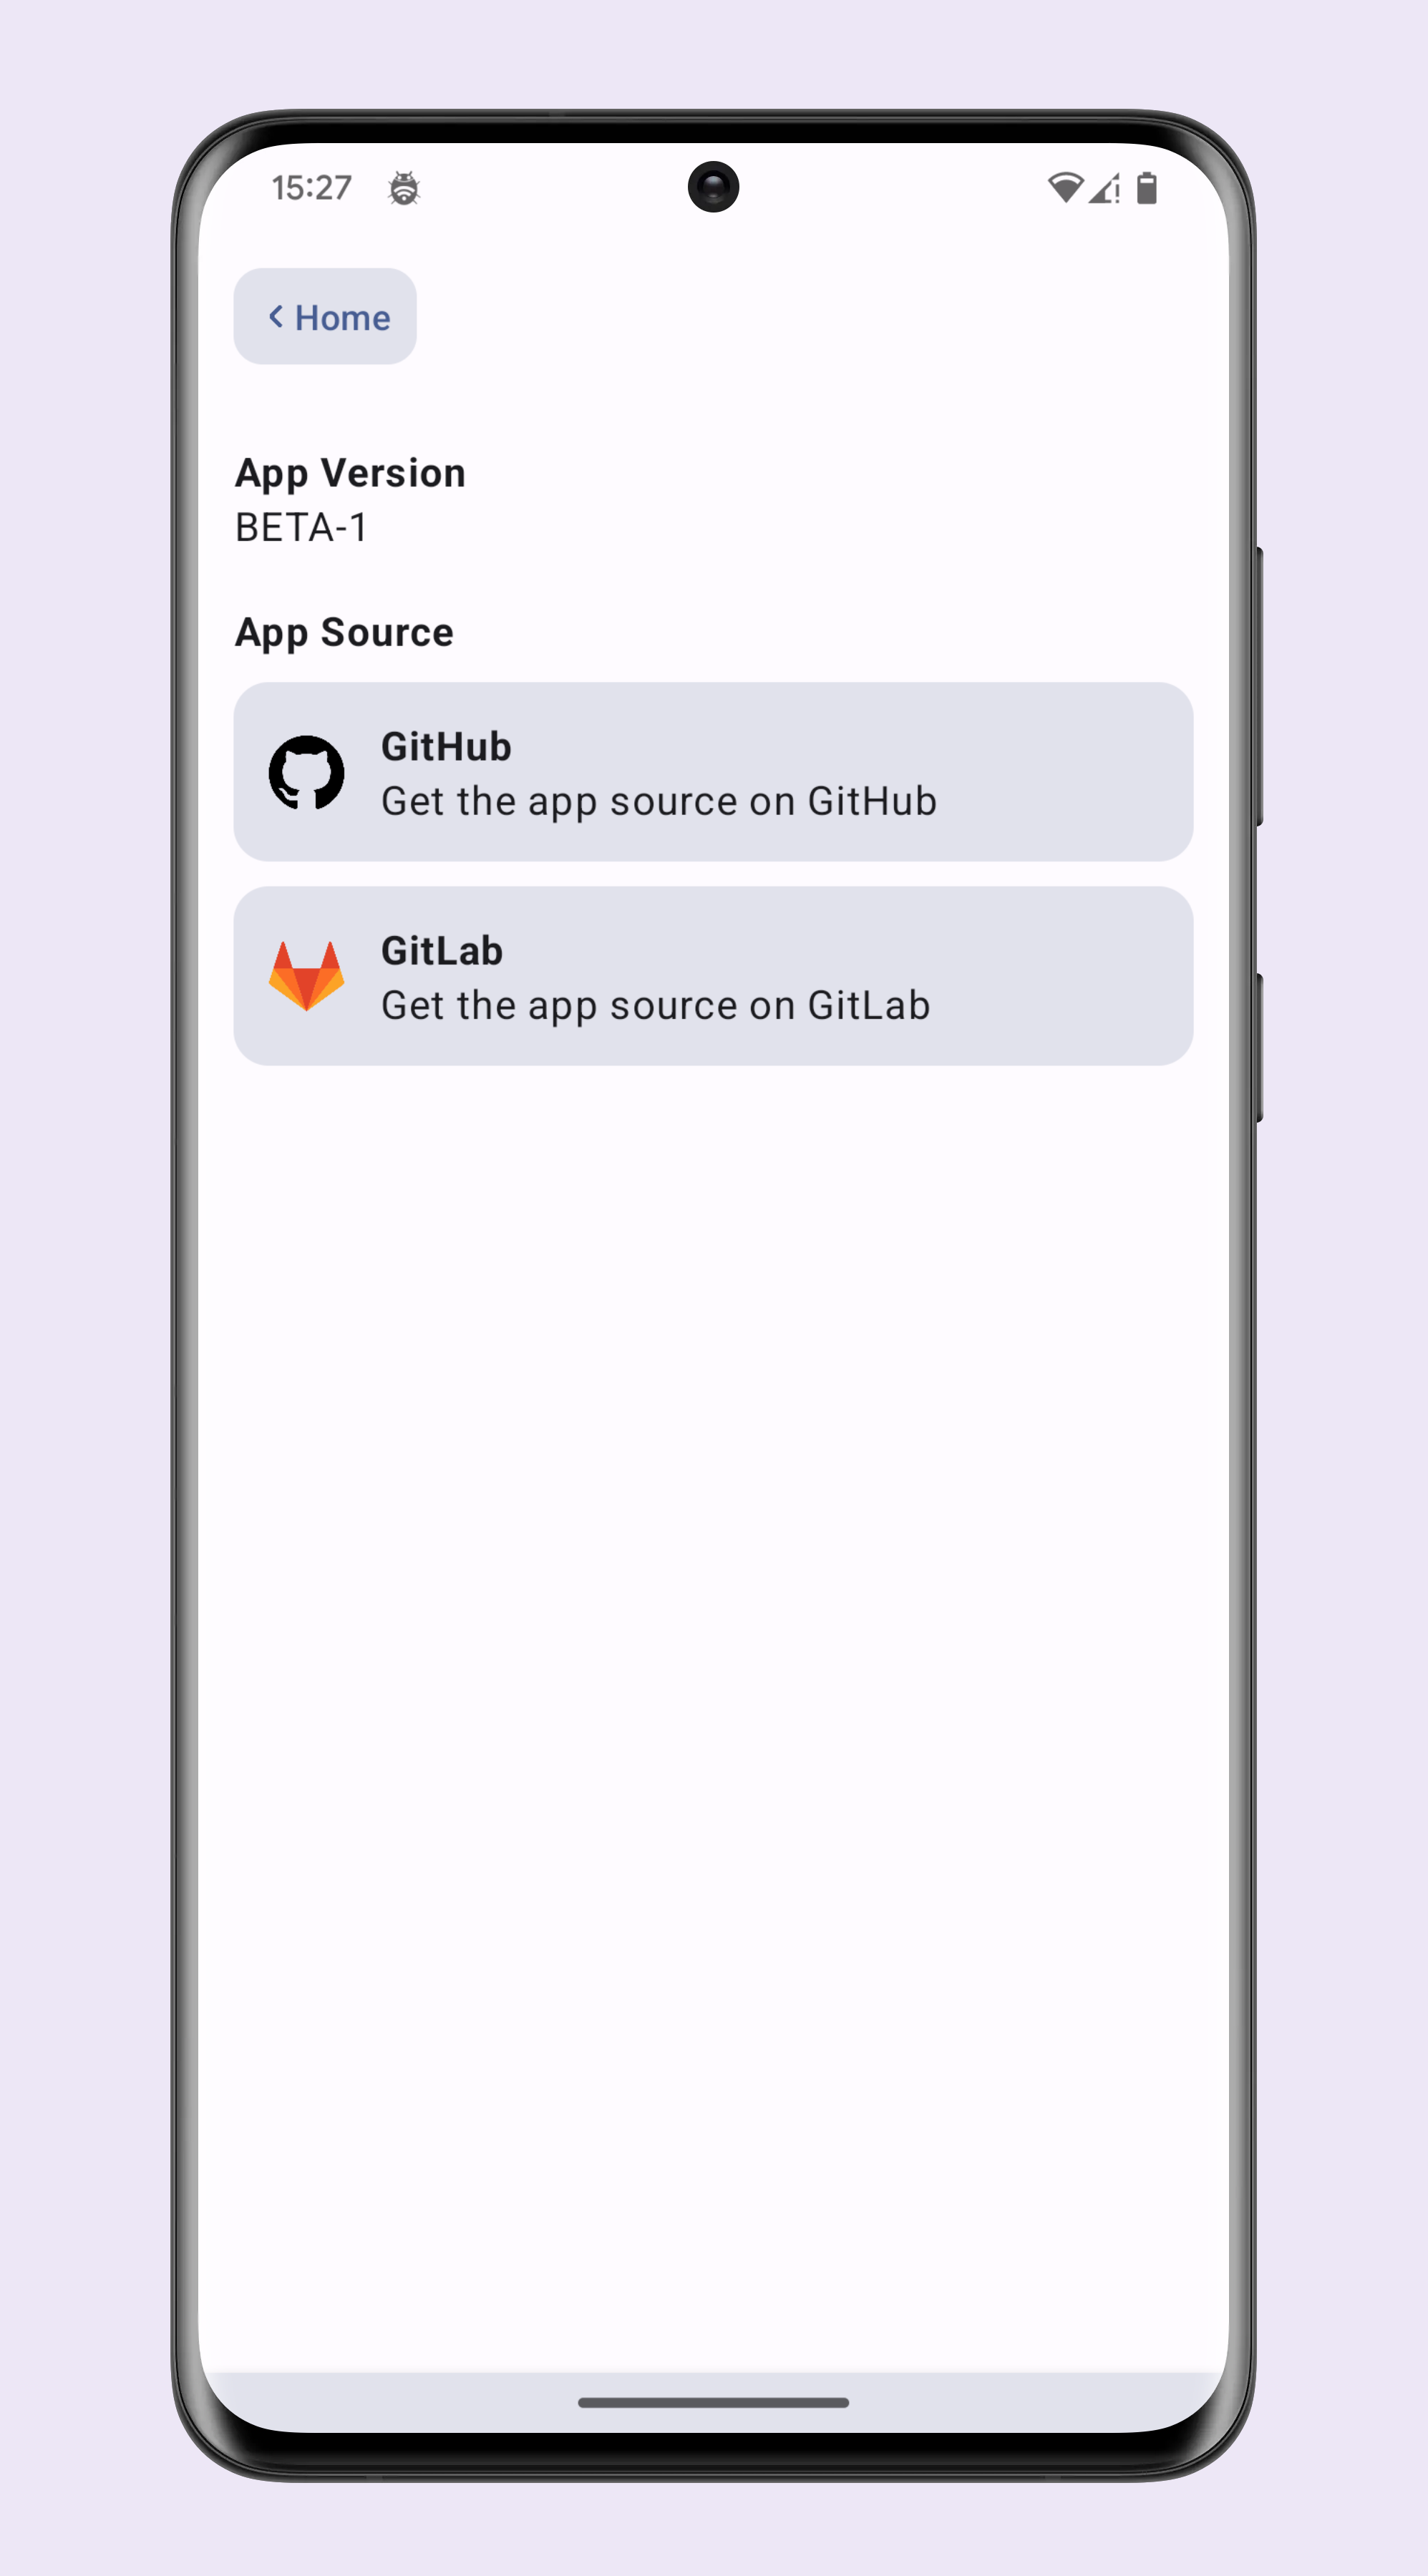 15:27
Home
App Version
BETA-1
App Source
GitHub
Get the app source on GitHub
GitLab
Get the app source on GitLab